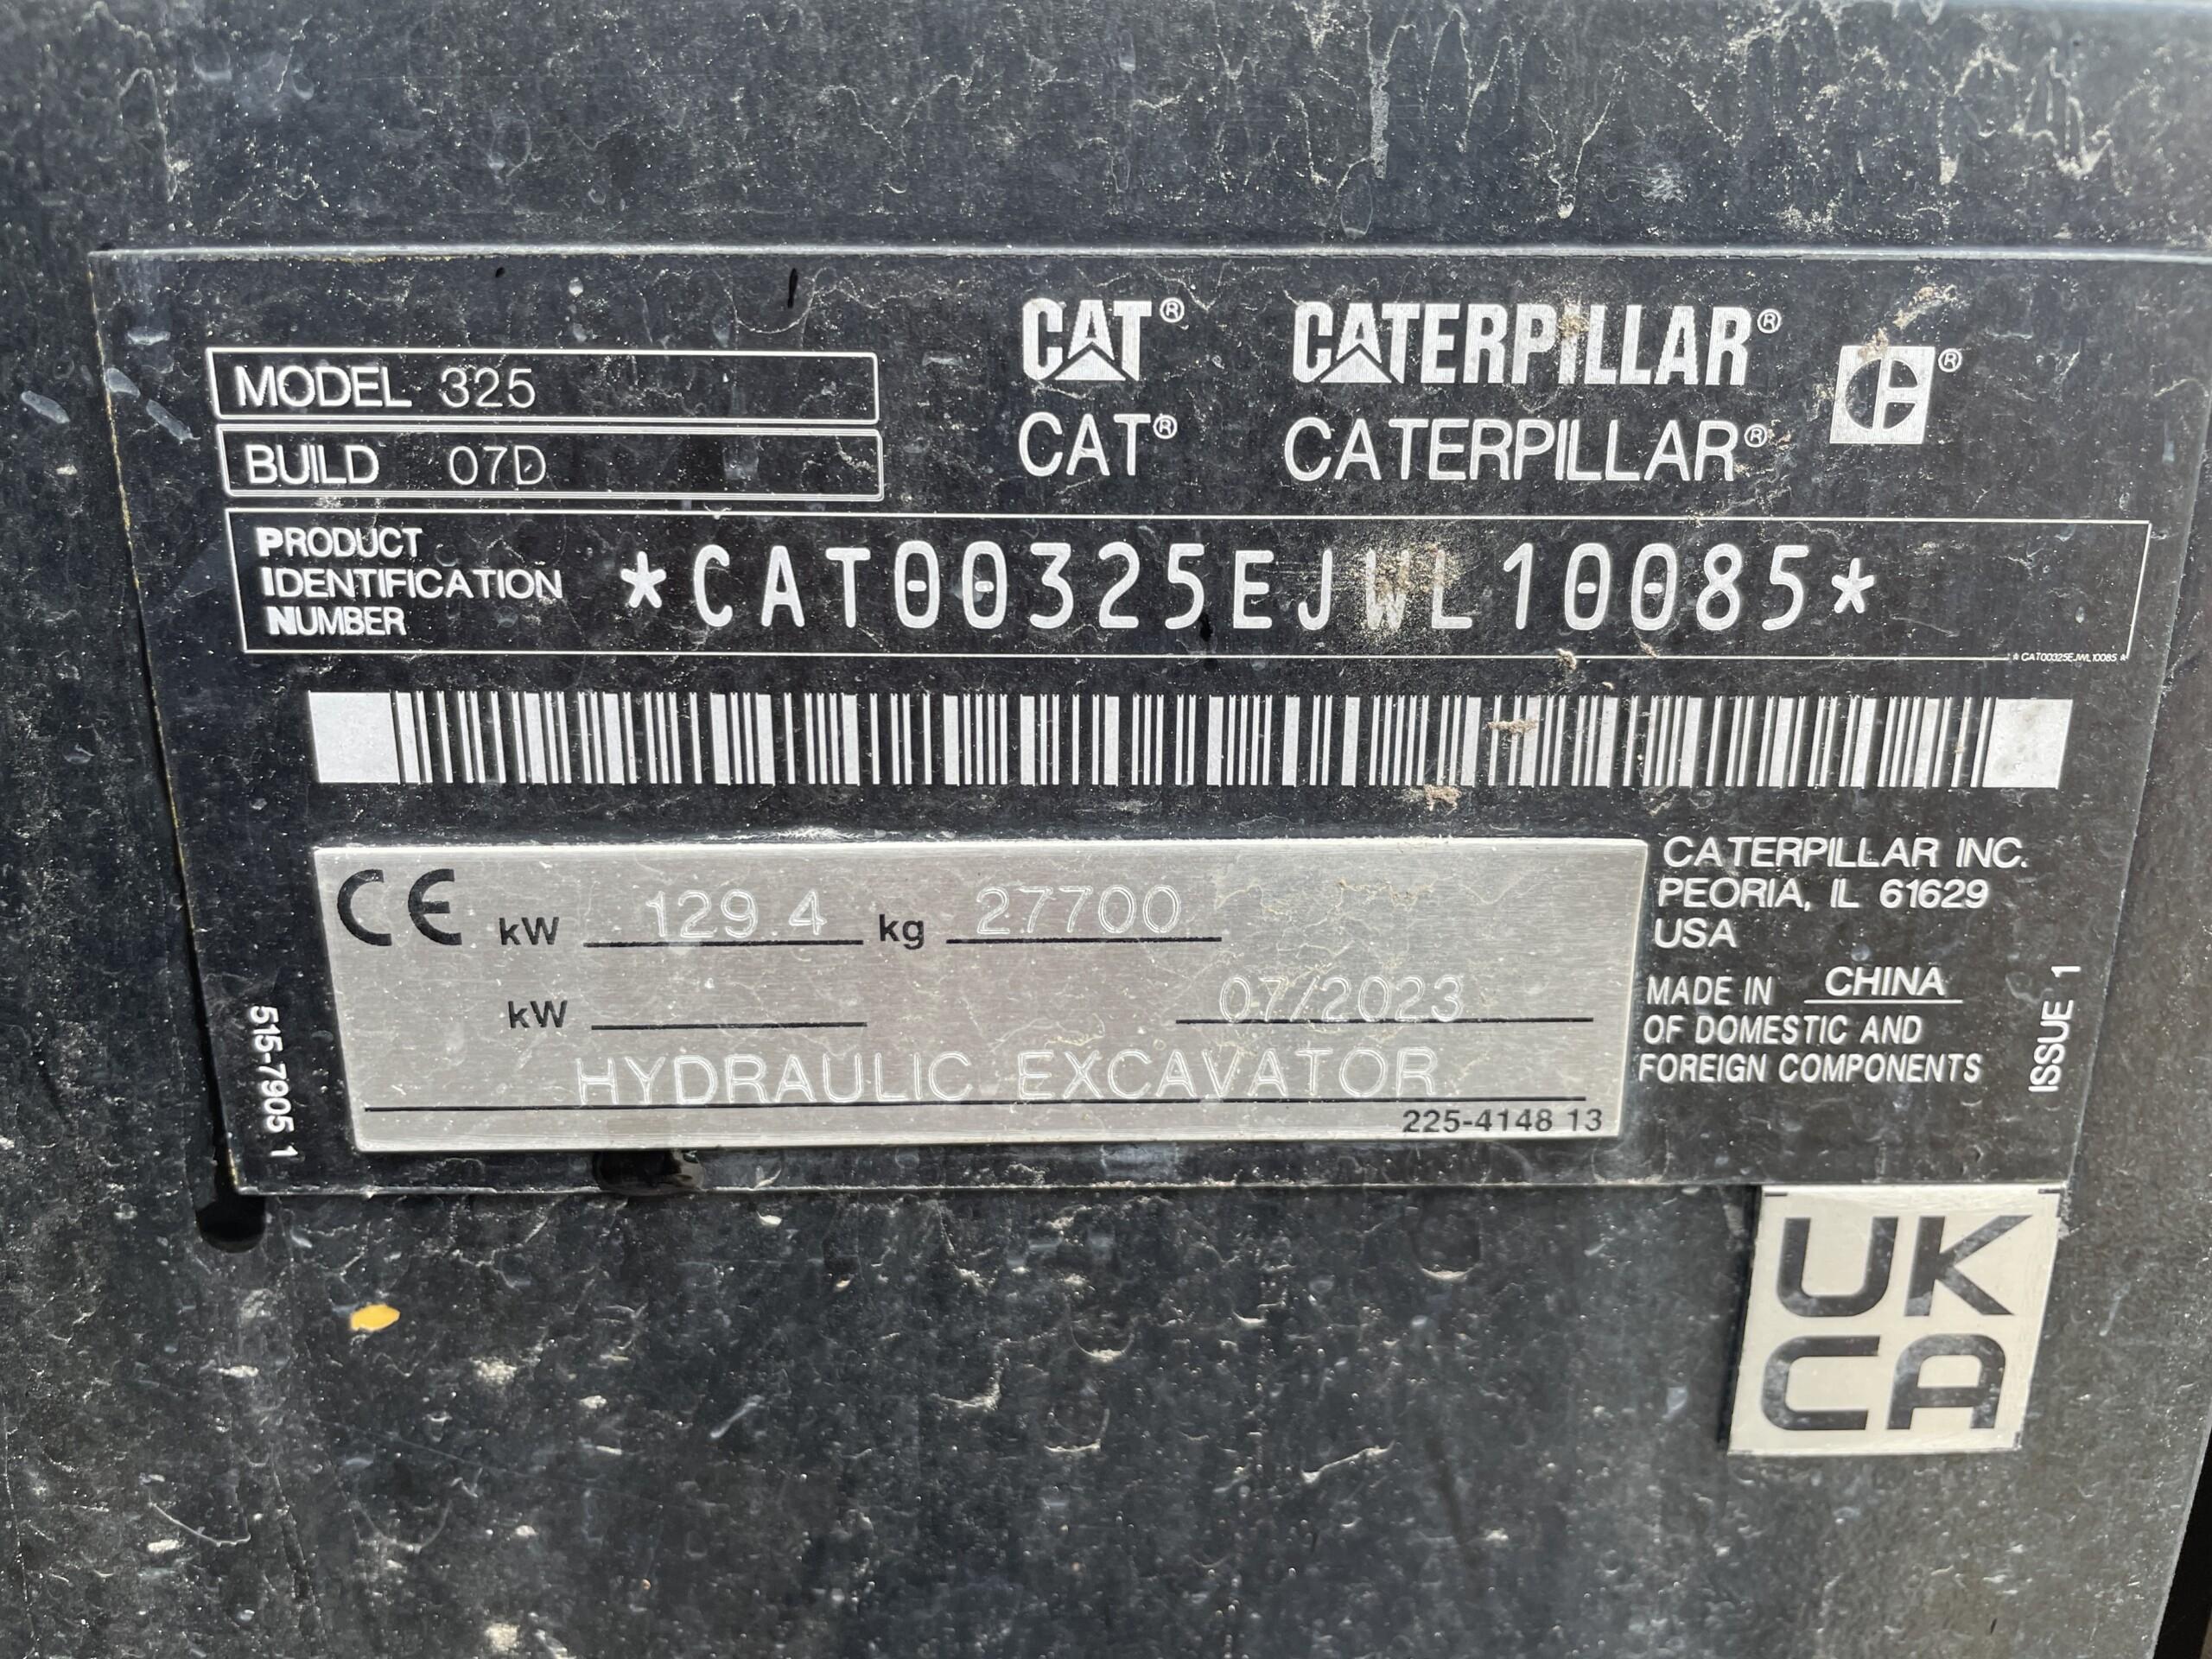 MODEL 325
BUILD 07D
CAT® CATERPILLAR® ®
CAT® CATERPILLAR®
PRODUCT
IDENTIFICATION
NUMBER
*CAT00325EJWL10085*
*CAT00325EJWL10085*
CE kW 129.4 kg 27700
kW 07/2023
HYDRAULIC EXCAVATOR
225-4148 13
515-7905 1
CATERPILLAR INC.
PEORIA, IL 61629
USA
MADE IN CHINA
OF DOMESTIC AND
FOREIGN COMPONENTS
ISSUE 1
UK
CA